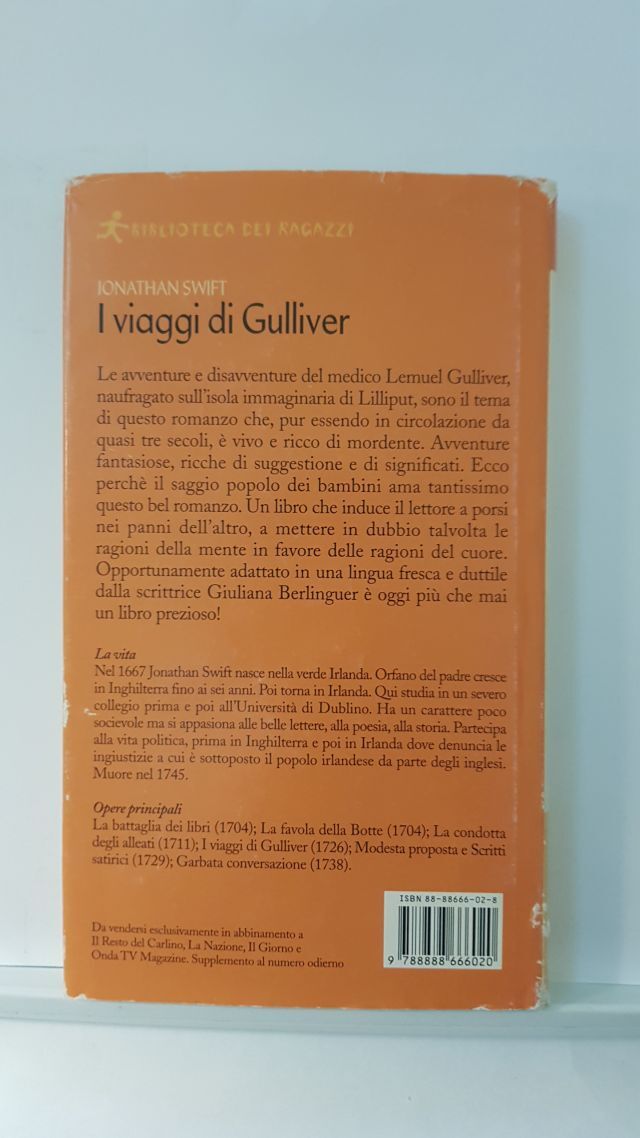 BIBLIOTECA DEI RAGAZZI
JONATHAN SWIFT
I viaggi di Gulliver
Le avventure e disavventure del medico Lemuel Gulliver,
naufragato sull'isola immaginaria di Lilliput, sono il tema
di questo romanzo che, pur essendo in circolazione da
quasi tre secoli, è vivo e ricco di mordente. Avventure
fantasiose, ricche di suggestione e di significati. Ecco
perchè il saggio popolo dei bambini ama tantissimo
questo bel romanzo. Un libro che induce il lettore a porsi
nei panni dell'altro, a mettere in dubbio talvolta le
ragioni della mente in favore delle ragioni del cuore.
Opportunamente adattato in una lingua fresca e duttile
dalla scrittrice Giuliana Berlinguer è oggi più che mai
un libro prezioso!
La vita
Nel 1667 Jonathan Swift nasce nella verde Irlanda. Orfano del padre cresce
in Inghilterra fino ai sei anni. Poi torna in Irlanda. Qui studia in un severo
collegio prima e poi all'Università di Dublino. Ha un carattere poco
socievole ma si appasiona alle belle lettere, alla poesia, alla storia. Partecipa
alla vita politica, prima in Inghilterra e poi in Irlanda dove denuncia le
ingiustizie a cui è sottoposto il popolo irlandese da parte degli inglesi.
Muore nel 1745.
Opere principali
La battaglia dei libri (1704); La favola della Botte (1704); La condotta
degli alleati (1711); I viaggi di Gulliver (1726); Modesta proposta e Scritti
satirici (1729); Garbata conversazione (1738).
Da vendersi esclusivamente in abbinamento a
Il Resto del Carlino, La Nazione, Il Giorno e
Onda TV Magazine. Supplemento al numero odierno
ISBN 88-88666-02-8
9 788888 666020